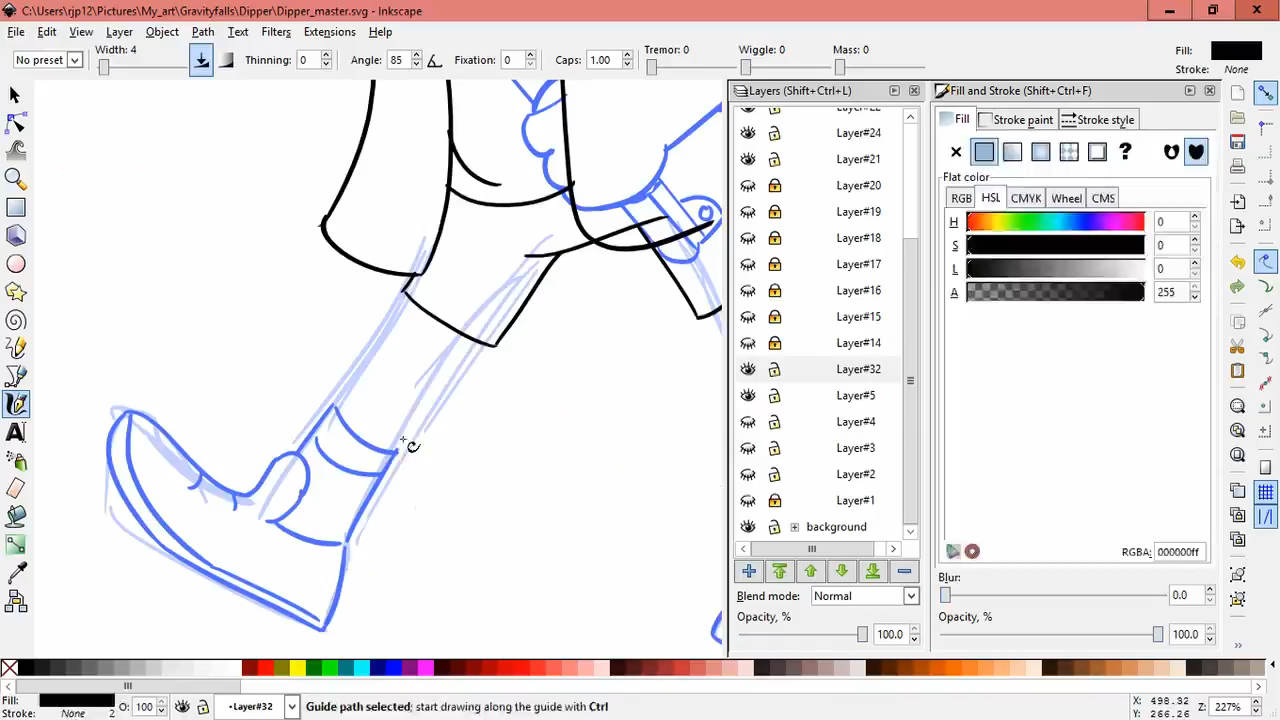 C:\Users\rjp12\Pictures\My_art\Gravityfalls\Dipper\Dipper_master.svg - Inkscape
File Edit View Layer Object Path Filters Text Extensions Help
No preset Width: 4 Thinning: 0 Angle: 85 Fixation: 0 Caps: 1.00 Tremor: 0 Wiggle: 0 Mass: 0 Fill: Stroke: None
Layers (Shift+Ctrl+L)
Layer#24
Layer#21
Layer#20
Layer#19
Layer#18
Layer#17
Layer#16
Layer#15
Layer#14
Layer#32
Layer#5
Layer#4
Layer#3
Layer#2
Layer#1
background
Blend mode: Normal
Opacity, %
100.0
Fill and Stroke (Shift+Ctrl+F)
Fill Stroke paint Stroke style
?
Flat color
RGB HSL CMYK Wheel CMS
H 0
S 0
L 0
A 255
RGBA: 000000ff
Blur:
0.0
Opacity, %
100.0
Fill: Stroke: None 2 O: 100 •Layer#32 Guide path selected; start drawing along the guide with Ctrl X: 498.32 Y: 266.26 Z: 227%